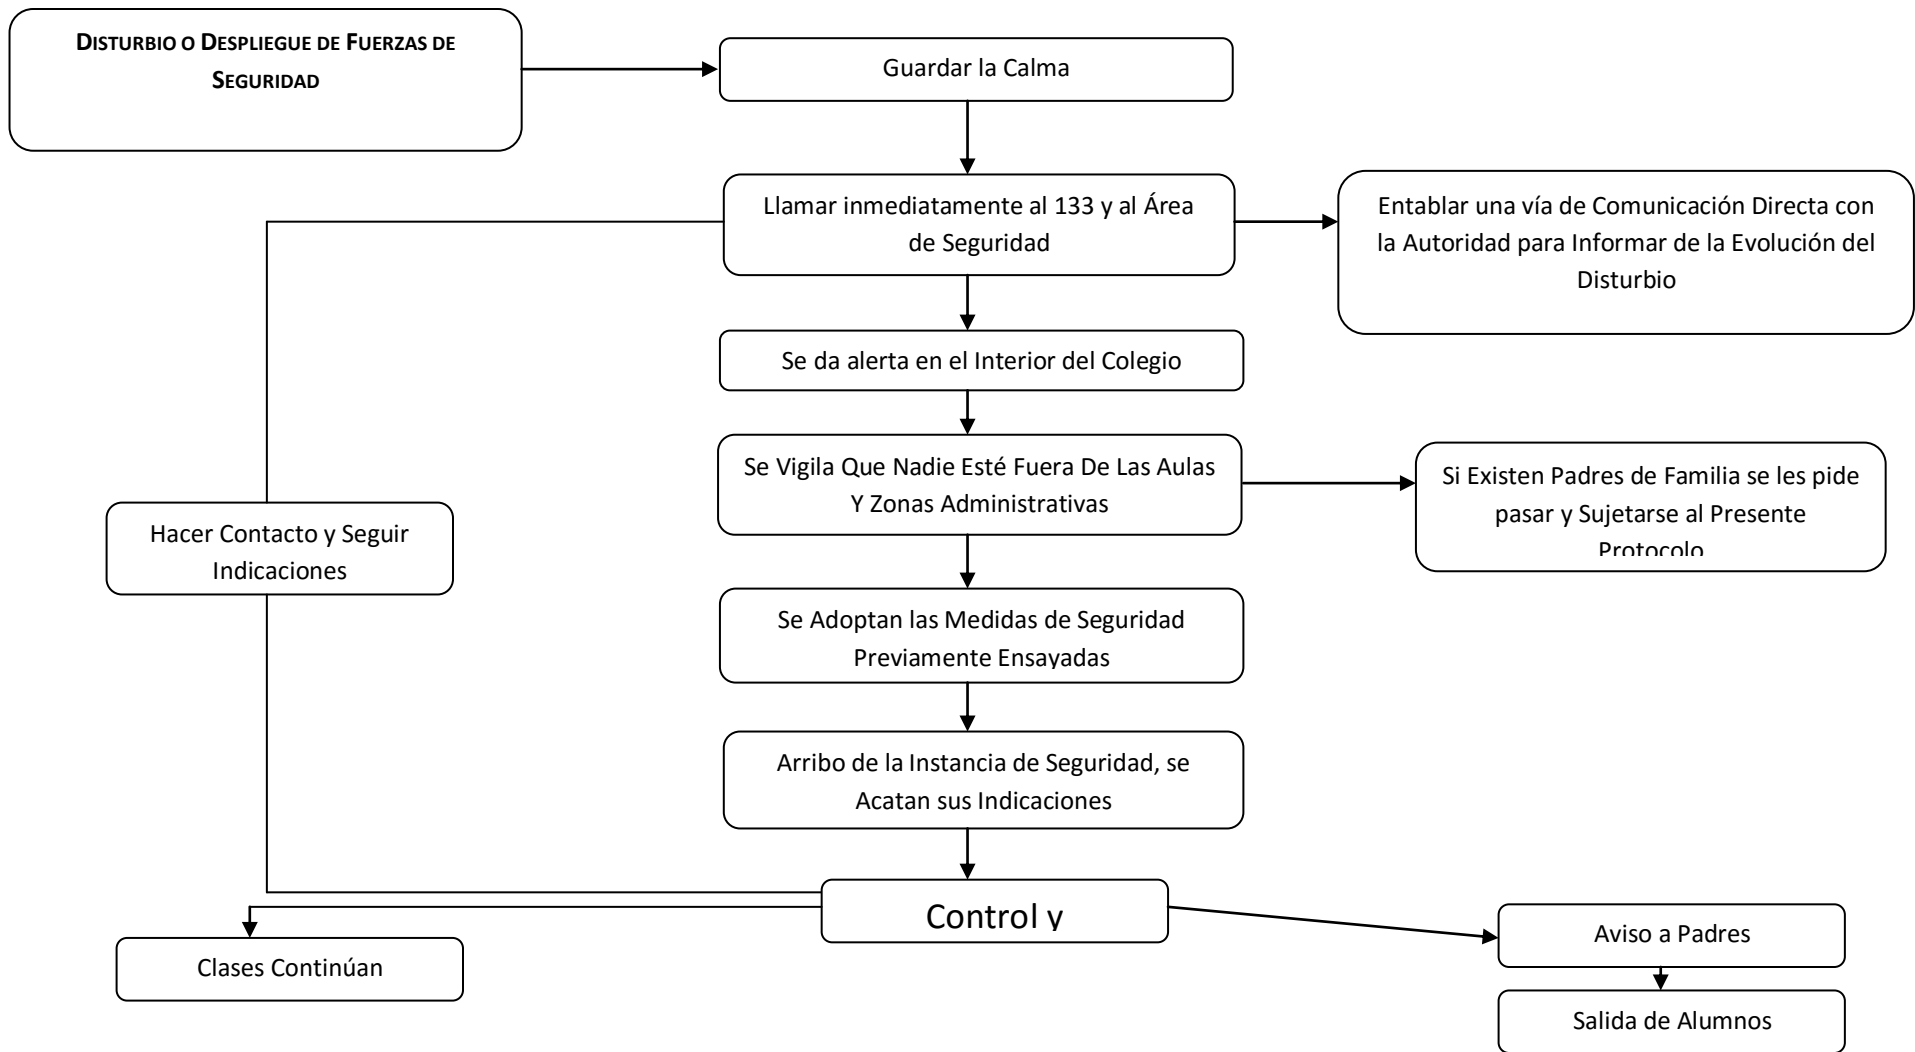 DISTURBIO O DESPLIEGUE DE FUERZAS DE
SEGURIDAD
Guardar la Calma
Llamar inmediatamente al 133 y al Área
de Seguridad
Entablar una vía de Comunicación Directa con
la Autoridad para Informar de la Evolución del
Disturbio
Se da alerta en el Interior del Colegio
Se Vigila Que Nadie Esté Fuera De Las Aulas
Y Zonas Administrativas
Si Existen Padres de Familia se les pide
pasar y Sujetarse al Presente
Protocolo
Hacer Contacto y Seguir
Indicaciones
Se Adoptan las Medidas de Seguridad
Previamente Ensayadas
Arribo de la Instancia de Seguridad, se
Acatan sus Indicaciones
Control y
Clases Continúan
Aviso a Padres
Salida de Alumnos